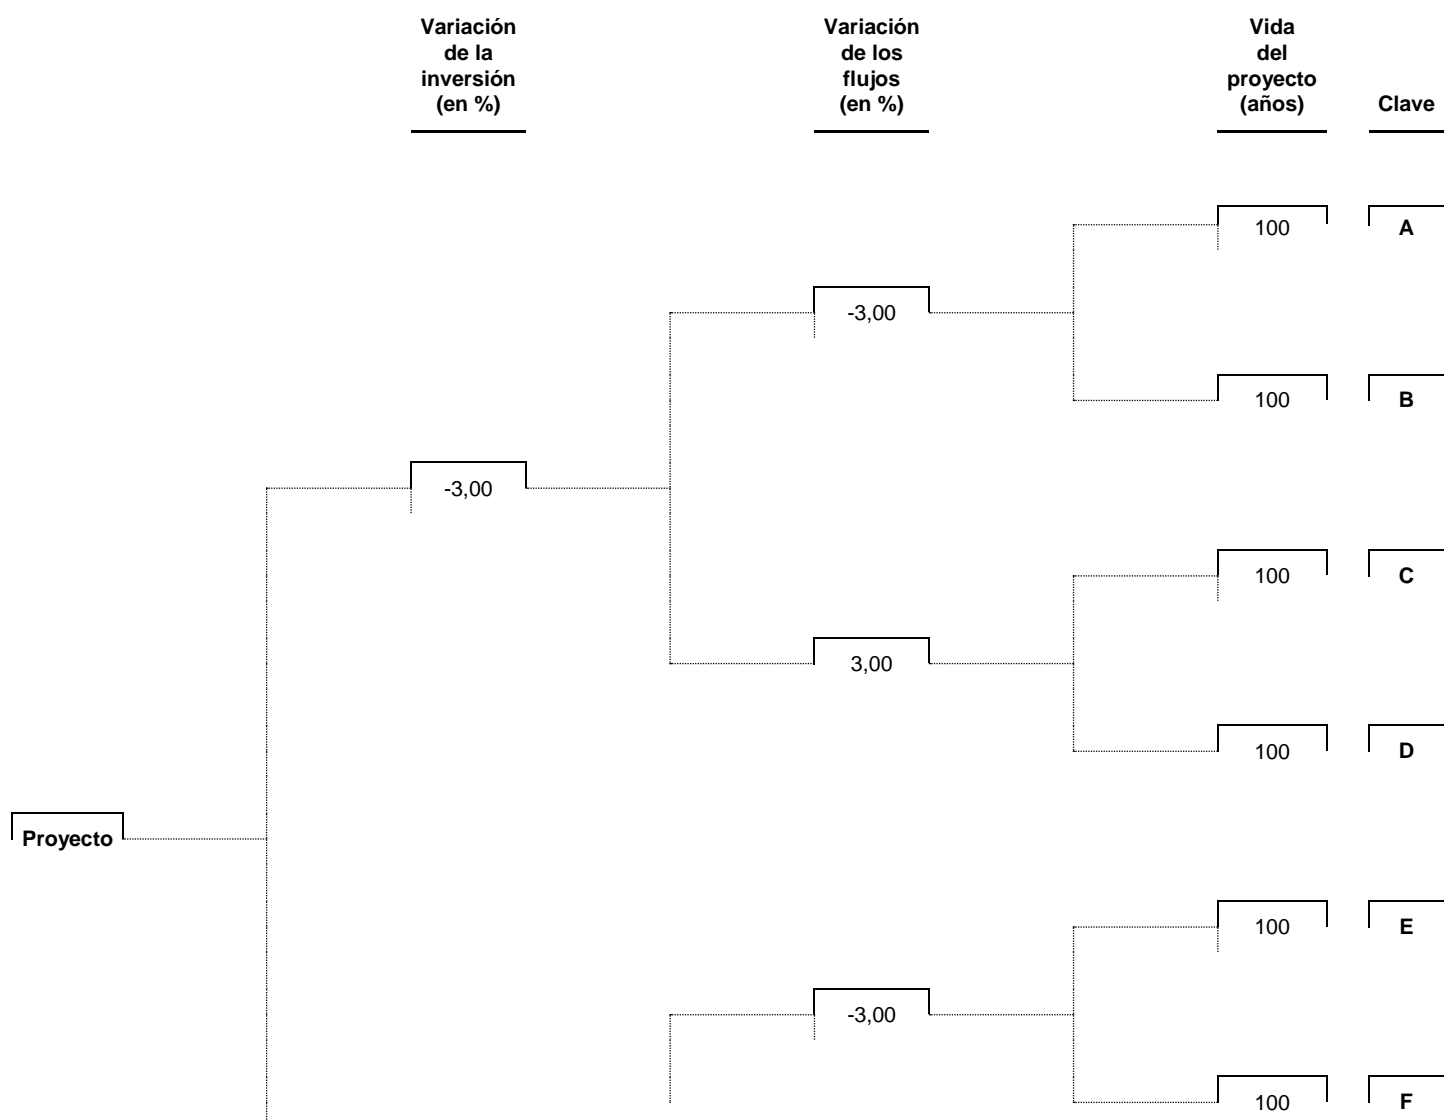 Variación
de la
inversión
(en %)
Variación
de los
flujos
(en %)
Vida
del
proyecto
(años)
Clave
100
A
-3,00
100
B
-3,00
100
C
3,00
100
D
Proyecto
100
E
-3,00
100
F